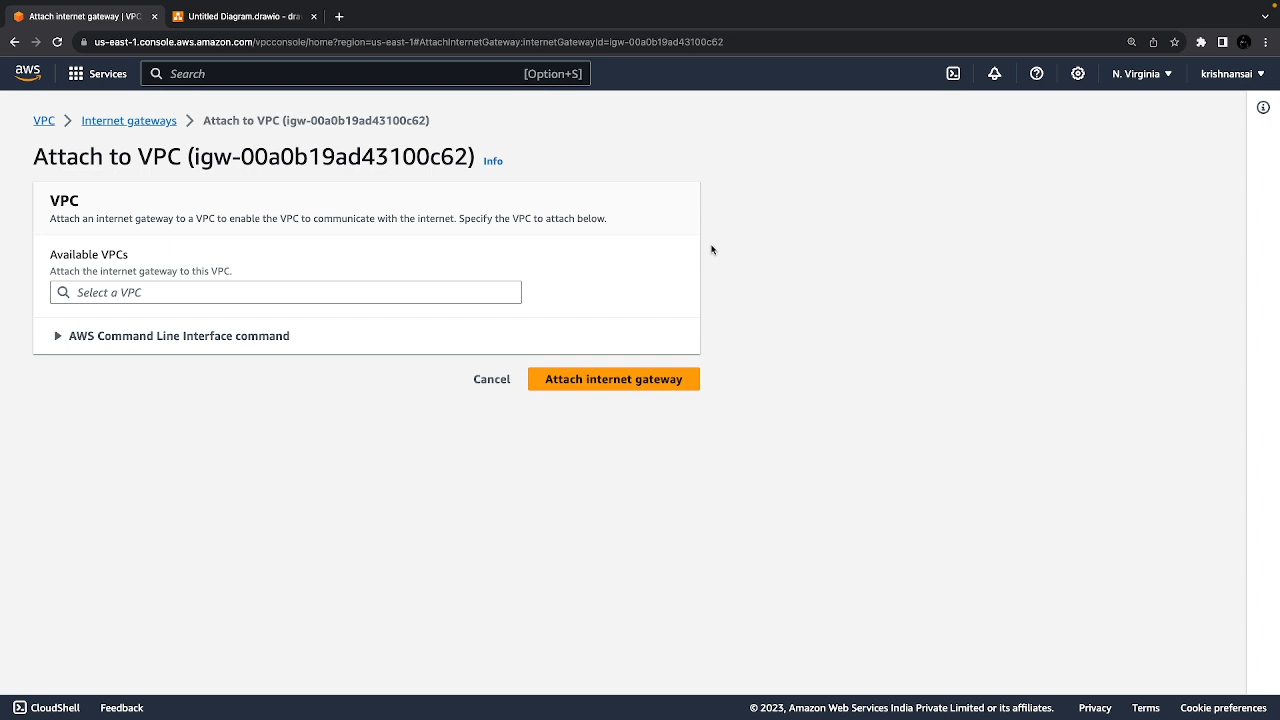 Attach internet gateway | VPC
Untitled Diagram.drawio - dra
us-east-1.console.aws.amazon.com/vpcconsole/home?region=us-east-1#AttachInternetGateway:internetGatewayId=igw-00a0b19ad43100c62
aws
Services
Search
[Option+S]
N. Virginia
krishnansai
VPC
Internet gateways
Attach to VPC (igw-00a0b19ad43100c62)
Attach to VPC (igw-00a0b19ad43100c62)
Info
VPC
Attach an internet gateway to a VPC to enable the VPC to communicate with the internet. Specify the VPC to attach below.
Available VPCs
Attach the internet gateway to this VPC.
Select a VPC
AWS Command Line Interface command
Cancel
Attach internet gateway
CloudShell
Feedback
© 2023, Amazon Web Services India Private Limited or its affiliates.
Privacy
Terms
Cookie preferences